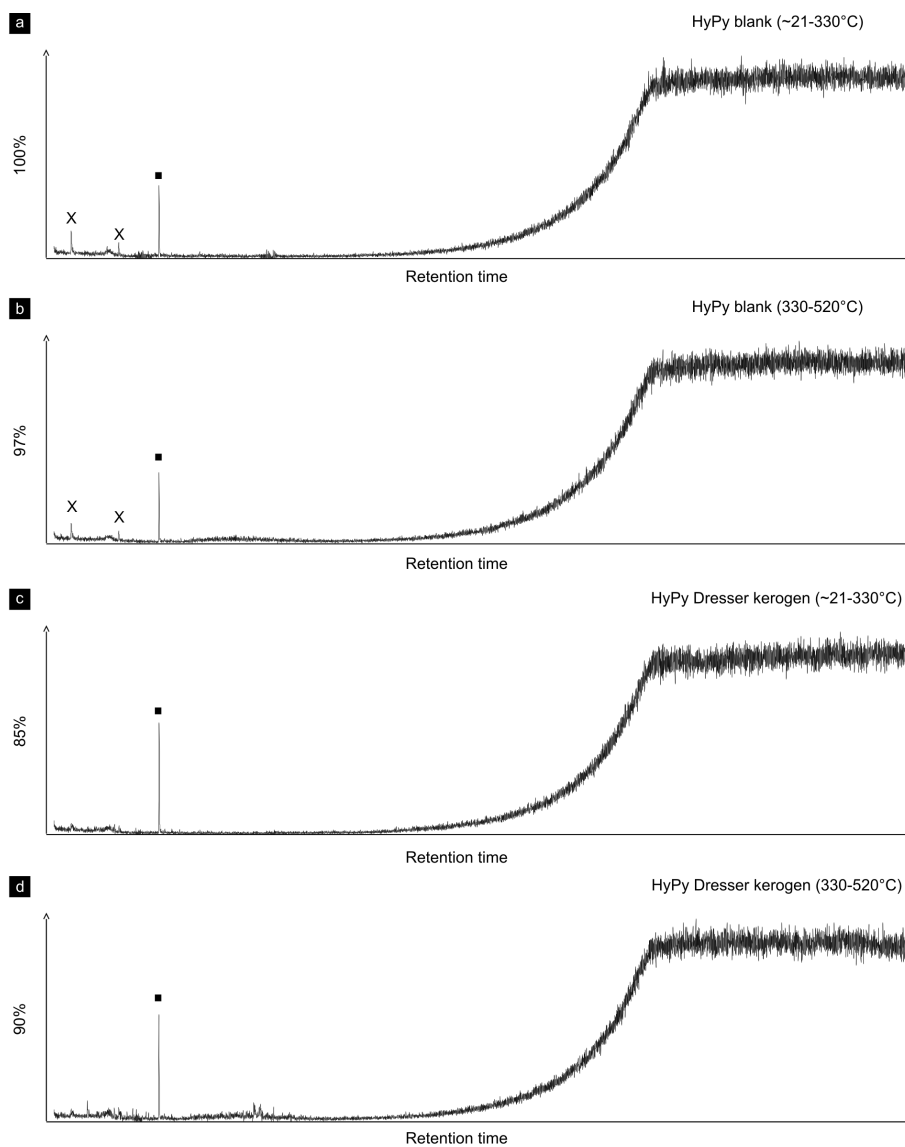 a
HyPy blank (~21-330°C)
100%
X
X
Retention time
b
HyPy blank (330-520°C)
97%
X
X
Retention time
c
HyPy Dresser kerogen (~21-330°C)
85%
Retention time
d
HyPy Dresser kerogen (330-520°C)
90%
Retention time